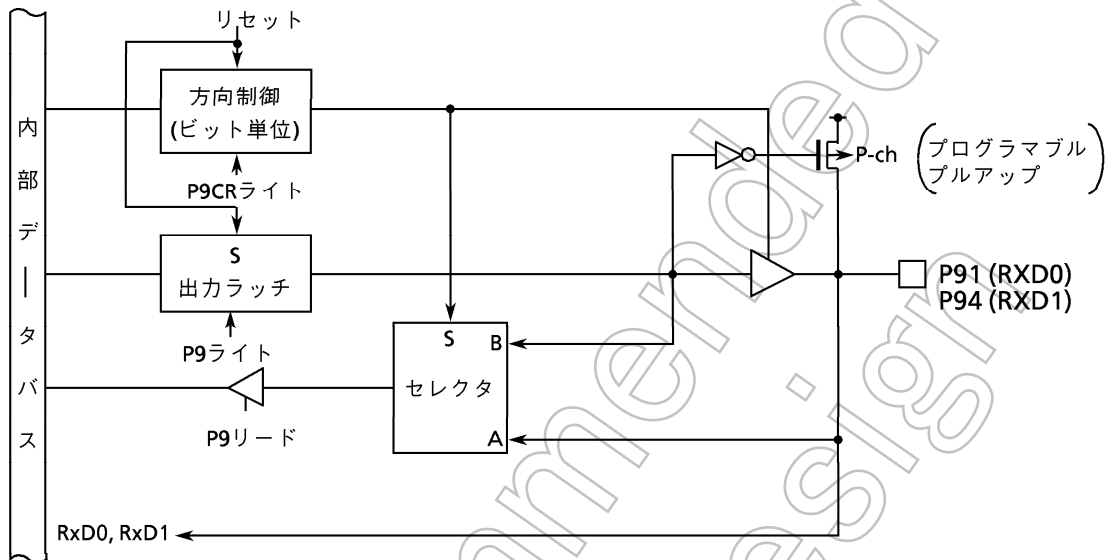 リセット
方向制御
(ビット単位)
P9CRライト
内部データバス
S
出力ラッチ
P9ライト
P-ch
プログラマブル
プルアップ
P91 (RXD0)
P94 (RXD1)
S
B
セレクタ
A
P9リード
RxD0, RxD1
mmended
esign